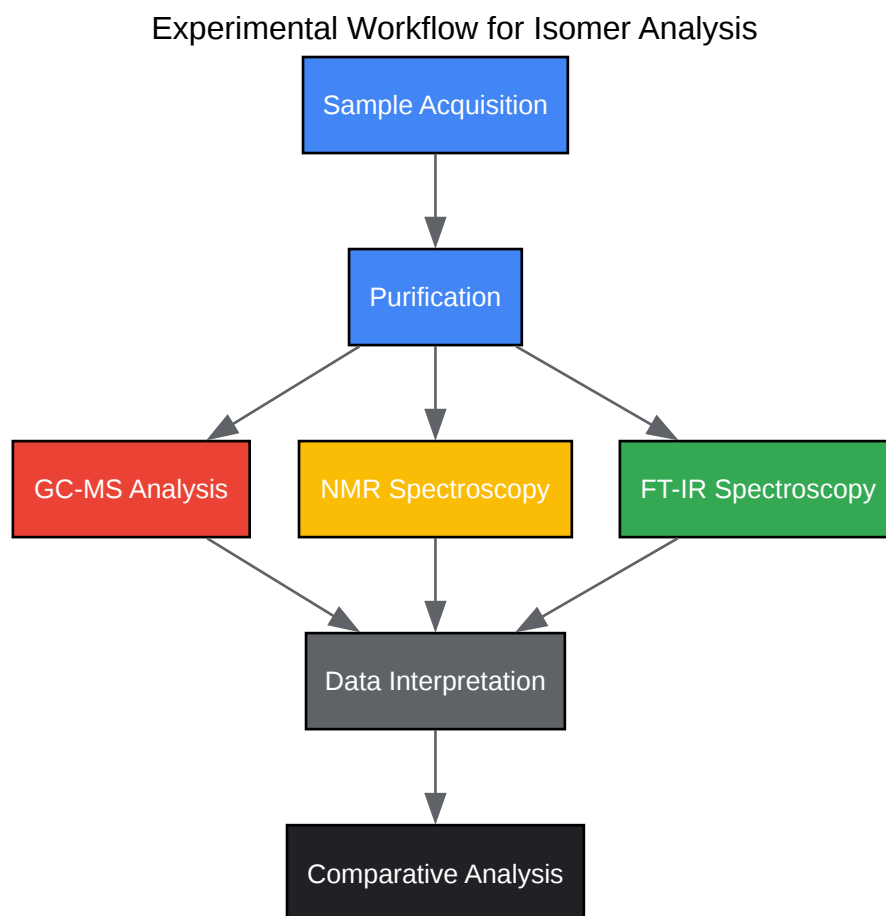 Experimental Workflow for Isomer Analysis
Sample Acquisition
Purification
GC-MS Analysis
NMR Spectroscopy
FT-IR Spectroscopy
Data Interpretation
Comparative Analysis